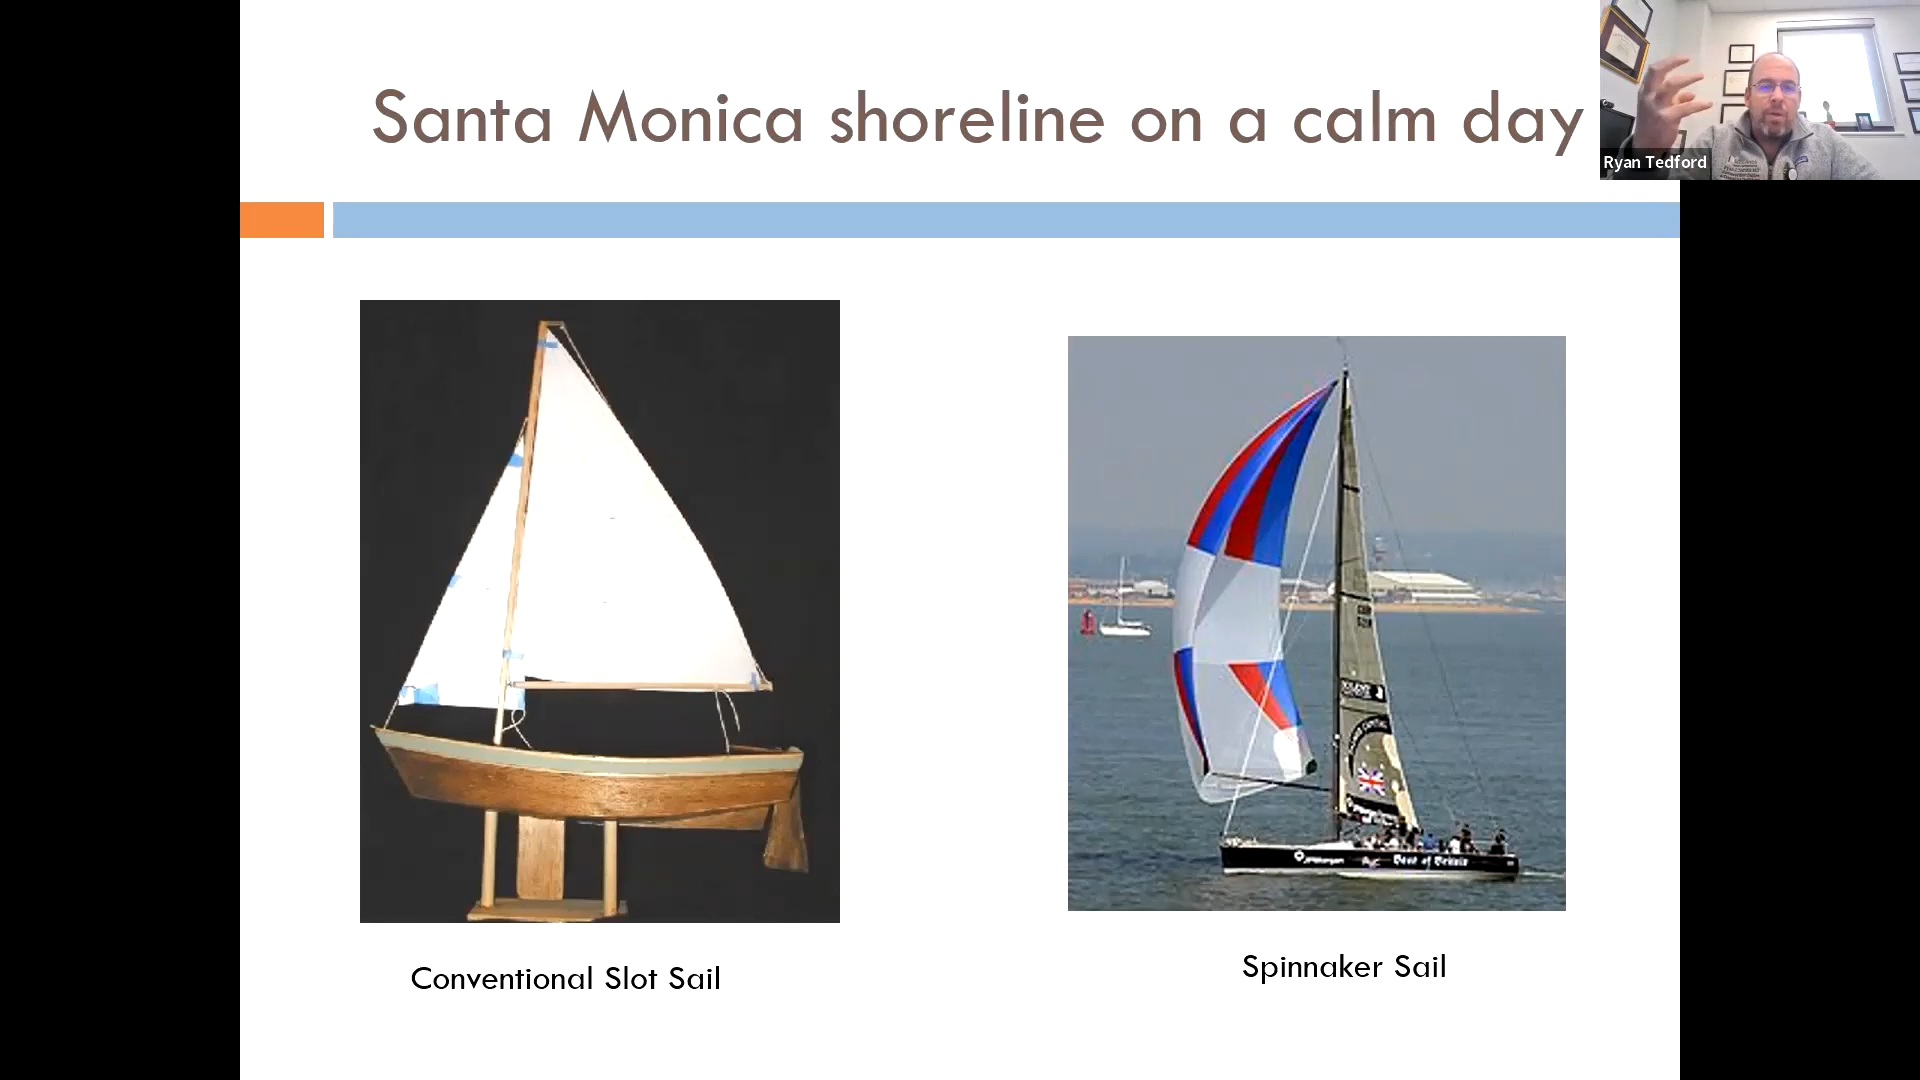 Santa Monica shoreline on a calm day
Ryan Tedford
Conventional Slot Sail
Spinnaker Sail